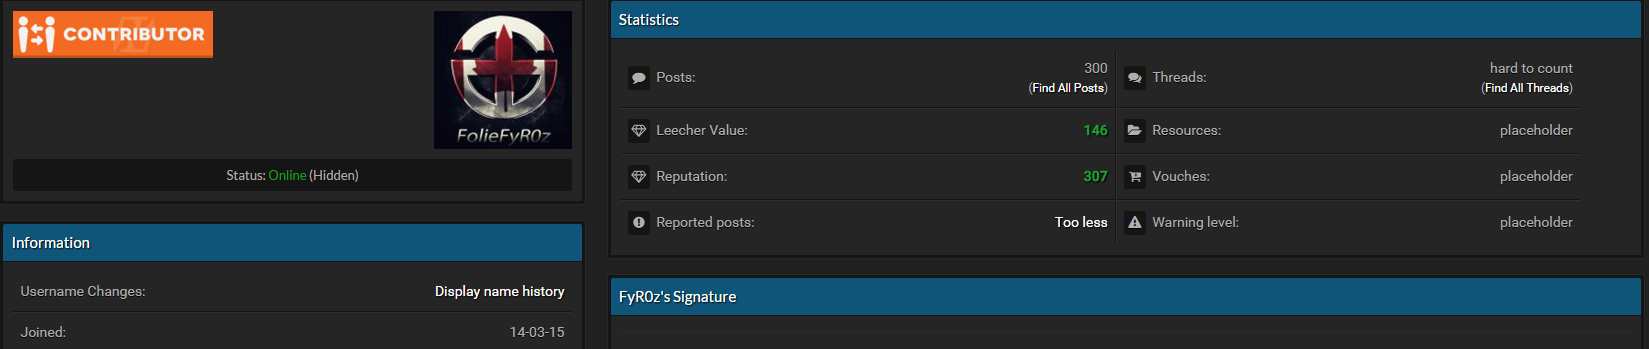 CONTRIBUTOR
FolieFyR0z
Status: Online (Hidden)
Information
Username Changes: Display name history
Joined: 14-03-15
Statistics
Posts: 300
(Find All Posts)
Threads: hard to count
(Find All Threads)
Leecher Value: 146
Resources: placeholder
Reputation: 307
Vouches: placeholder
Reported posts: Too less
Warning level: placeholder
FyR0z's Signature